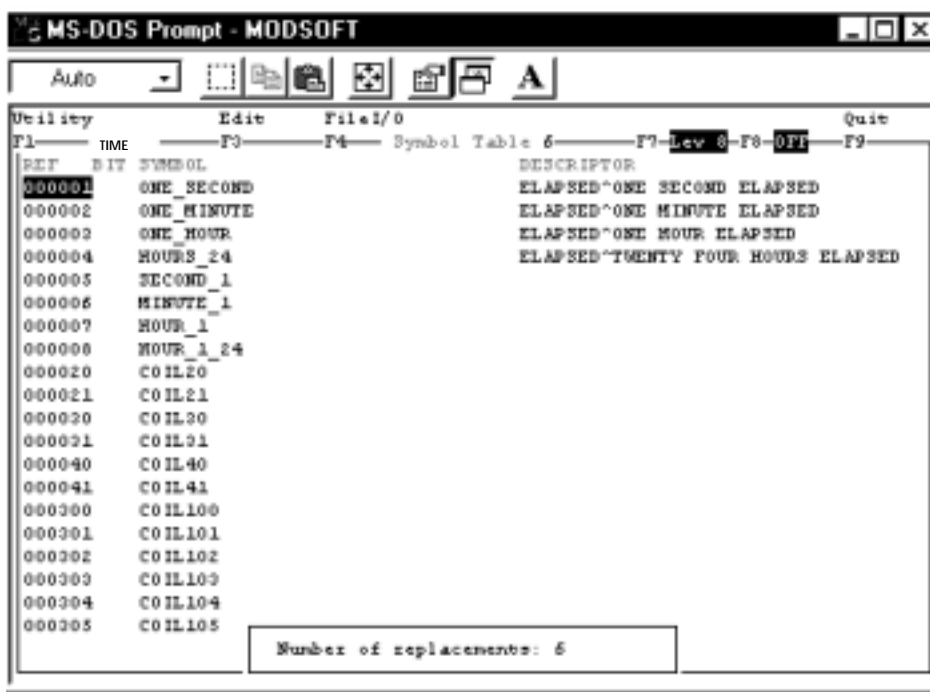 MS-DOS Prompt - MODSOFT
Auto
A
Utility Edit FileI/O Quit
F1 TIME F3 F4 Symbol Table 6 F7 Lev 8 F8 OFF F9
REF BIT SYMBOL DESCRIPTOR
000001 ONE_SECOND ELAPSED^ONE SECOND ELAPSED
000002 ONE_MINUTE ELAPSED^ONE MINUTE ELAPSED
000003 ONE_HOUR ELAPSED^ONE HOUR ELAPSED
000004 HOURS_24 ELAPSED^TWENTY FOUR HOURS ELAPSED
000005 SECOND_1
000006 MINUTE_1
000007 HOUR_1
000008 HOUR_1_24
000020 COIL20
000021 COIL21
000030 COIL30
000031 COIL31
000040 COIL40
000041 COIL41
000300 COIL100
000301 COIL101
000302 COIL102
000303 COIL103
000304 COIL104
000305 COIL105
Number of replacements: 6